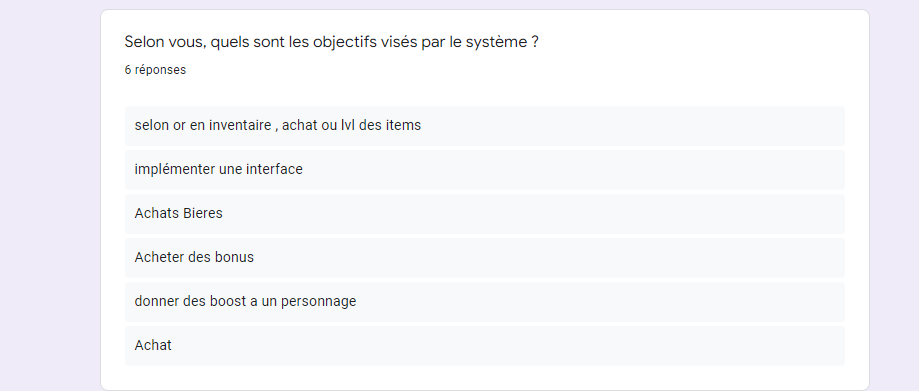 Selon vous, quels sont les objectifs visés par le système ?
6 réponses
selon or en inventaire , achat ou lvl des items
implémenter une interface
Achats Bieres
Acheter des bonus
donner des boost a un personnage
Achat